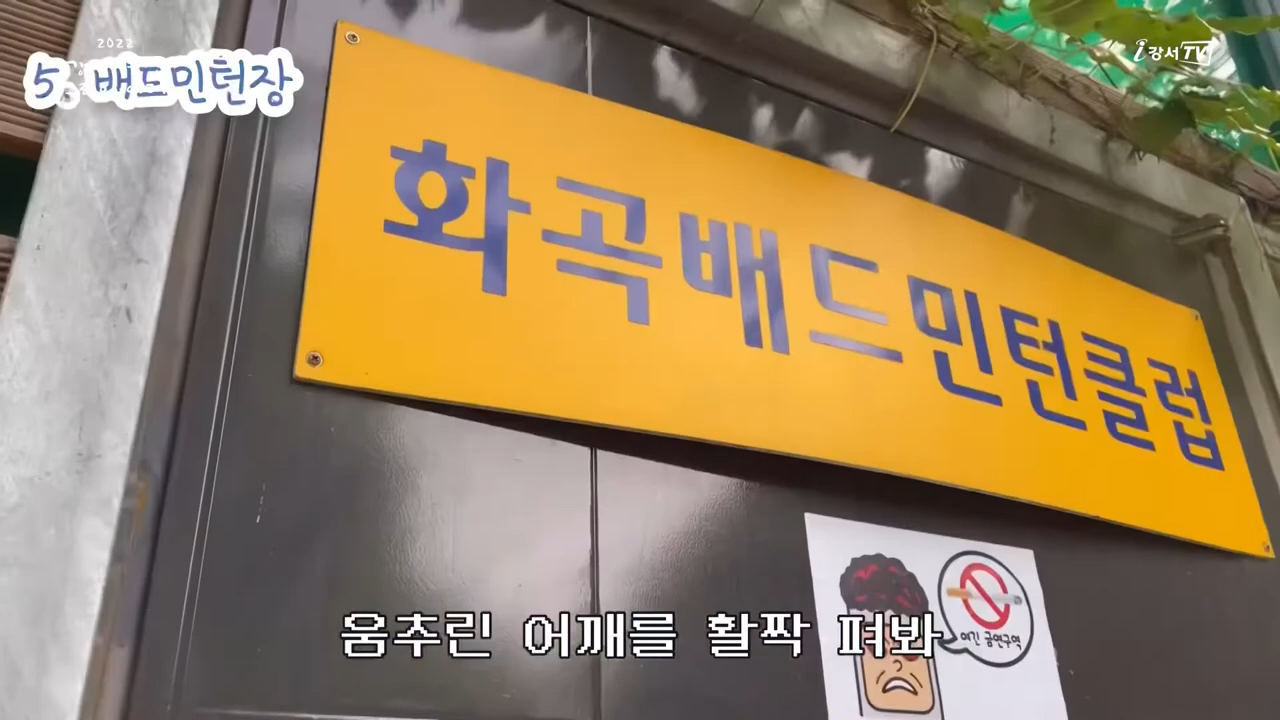 2022
5. 배드민턴장
i강서TV
화곡배드민턴클럽
여긴 금연구역
움추린 어깨를 활짝 펴봐